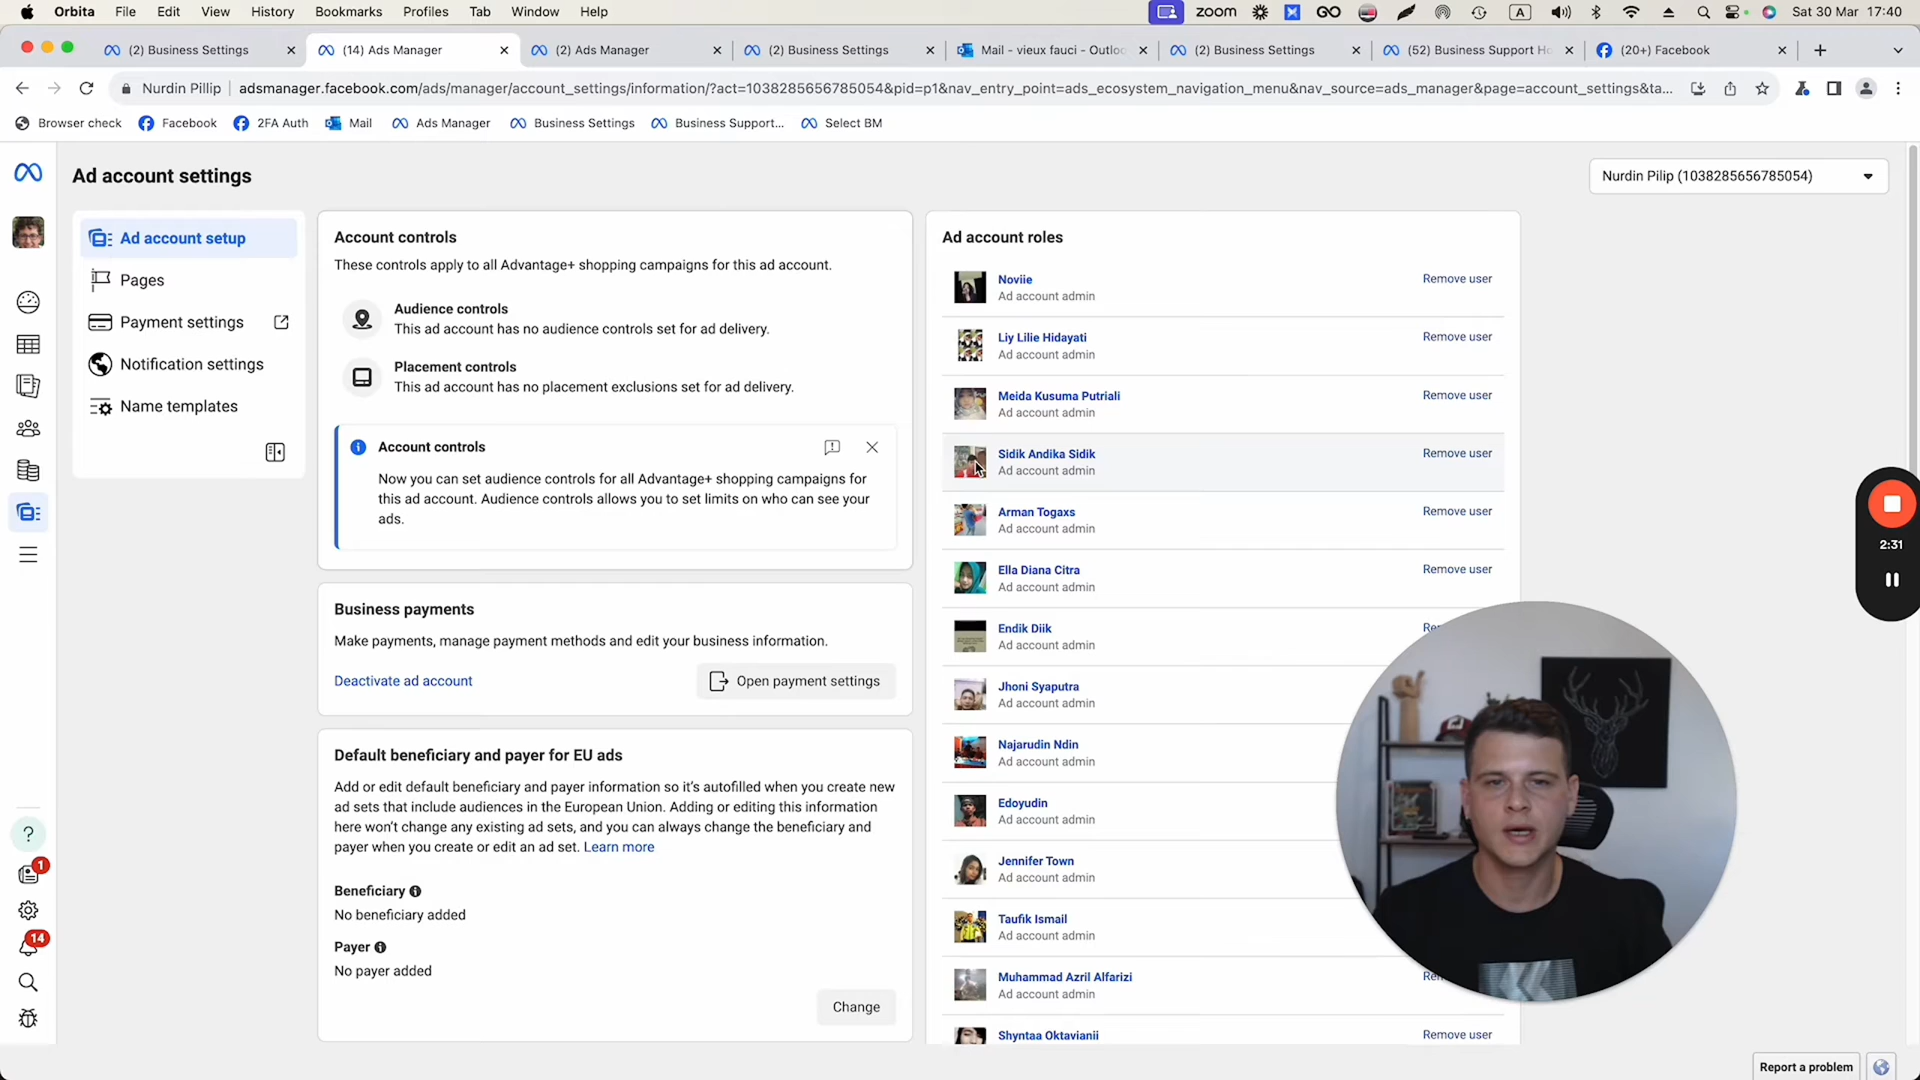 Orbita File Edit View History Bookmarks Profiles Tab Window Help
zoom GO A Sat 30 Mar 17:40
(2) Business Settings
(14) Ads Manager
(2) Ads Manager
(2) Business Settings
Mail - vieux fauci - Outlo
(2) Business Settings
(52) Business Support Ho
(20+) Facebook
Nurdin Pillip
adsmanager.facebook.com/ads/manager/account_settings/information/?act=1038285656785054&pid=p1&nav_entry_point=ads_ecosystem_navigation_menu&nav_source=ads_manager&page=account_settings&ta...
Browser check Facebook 2FA Auth Mail Ads Manager Business Settings Business Support... Select BM
Ad account settings
Nurdin Pilip (1038285656785054)
Ad account setup
Pages
Payment settings
Notification settings
Name templates
1
14
Account controls
These controls apply to all Advantage+ shopping campaigns for this ad account.
Audience controls
This ad account has no audience controls set for ad delivery.
Placement controls
This ad account has no placement exclusions set for ad delivery.
Account controls
Now you can set audience controls for all Advantage+ shopping campaigns for
this ad account. Audience controls allows you to set limits on who can see your
ads.
Business payments
Make payments, manage payment methods and edit your business information.
Deactivate ad account
Open payment settings
Default beneficiary and payer for EU ads
Add or edit default beneficiary and payer information so it's autofilled when you create new
ad sets that include audiences in the European Union. Adding or editing this information
here won't change any existing ad sets, and you can always change the beneficiary and
payer when you create or edit an ad set. Learn more
Beneficiary
No beneficiary added
Payer
No payer added
Change
Ad account roles
Noviie
Ad account admin
Remove user
Liy Lilie Hidayati
Ad account admin
Remove user
Meida Kusuma Putriali
Ad account admin
Remove user
Sidik Andika Sidik
Ad account admin
Remove user
Arman Togaxs
Ad account admin
Remove user
Ella Diana Citra
Ad account admin
Remove user
Endik Diik
Ad account admin
Jhoni Syaputra
Ad account admin
Najarudin Ndin
Ad account admin
Edoyudin
Ad account admin
Jennifer Town
Ad account admin
Taufik Ismail
Ad account admin
Muhammad Azril Alfarizi
Ad account admin
Shyntaa Oktavianii
Remove user
2:31
Report a problem